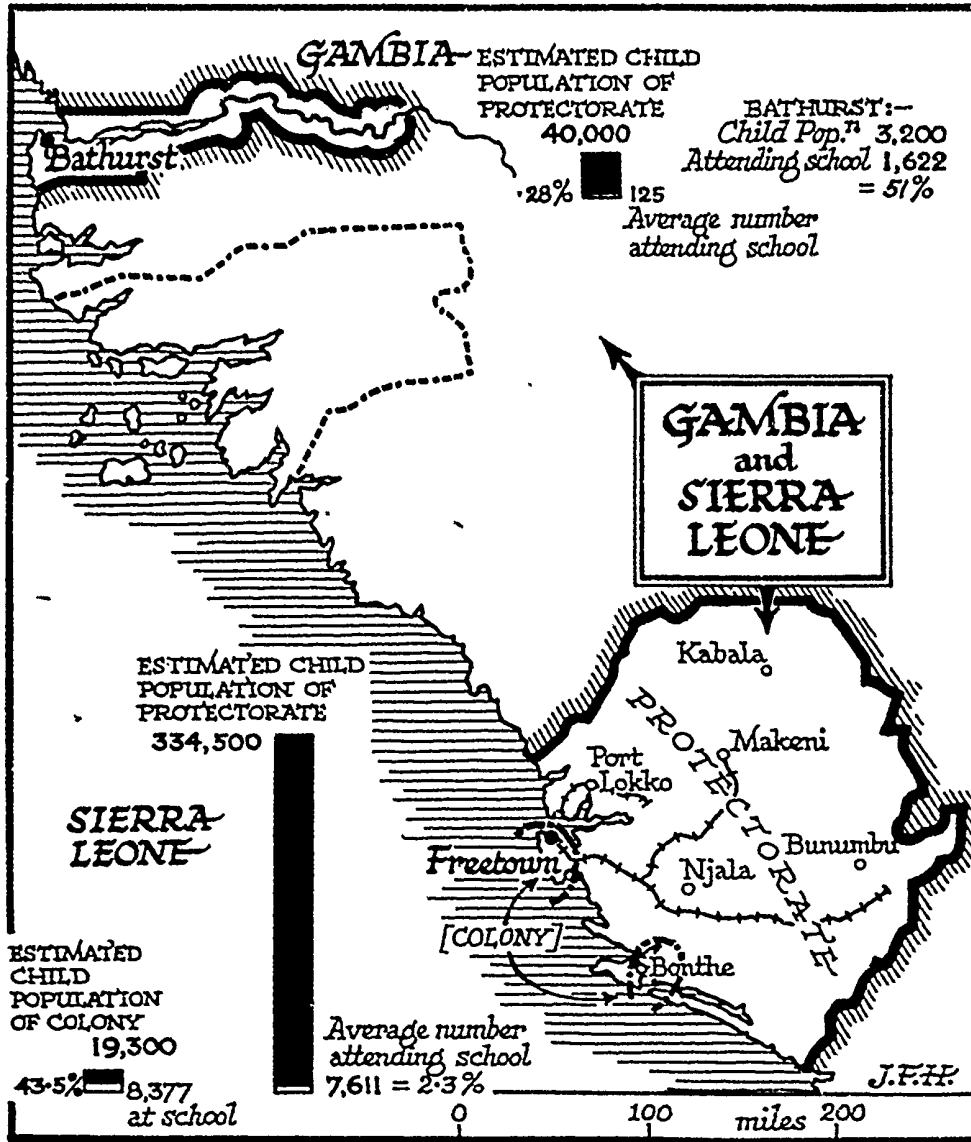 GAMBIA
ESTIMATED CHILD
POPULATION OF
PROTECTORATE
40,000
·28%
125
Average number
attending school
BATHURST:-
Child Pop.ⁿ 3,200
Attending school 1,622
= 51%
Bathurst
GAMBIA
and
SIERRA
LEONE
Kabala
PROTECTORATE
Makeni
Port
Lokko
Bunumbu
Njala
Freetown
[COLONY]
Bonthe
ESTIMATED CHILD
POPULATION OF
PROTECTORATE
334,500
SIERRA
LEONE
ESTIMATED
CHILD
POPULATION
OF COLONY
19,300
43·5%
8,377
at school
Average number
attending school
7,611 = 2·3%
J.F.H.
0 100 miles 200